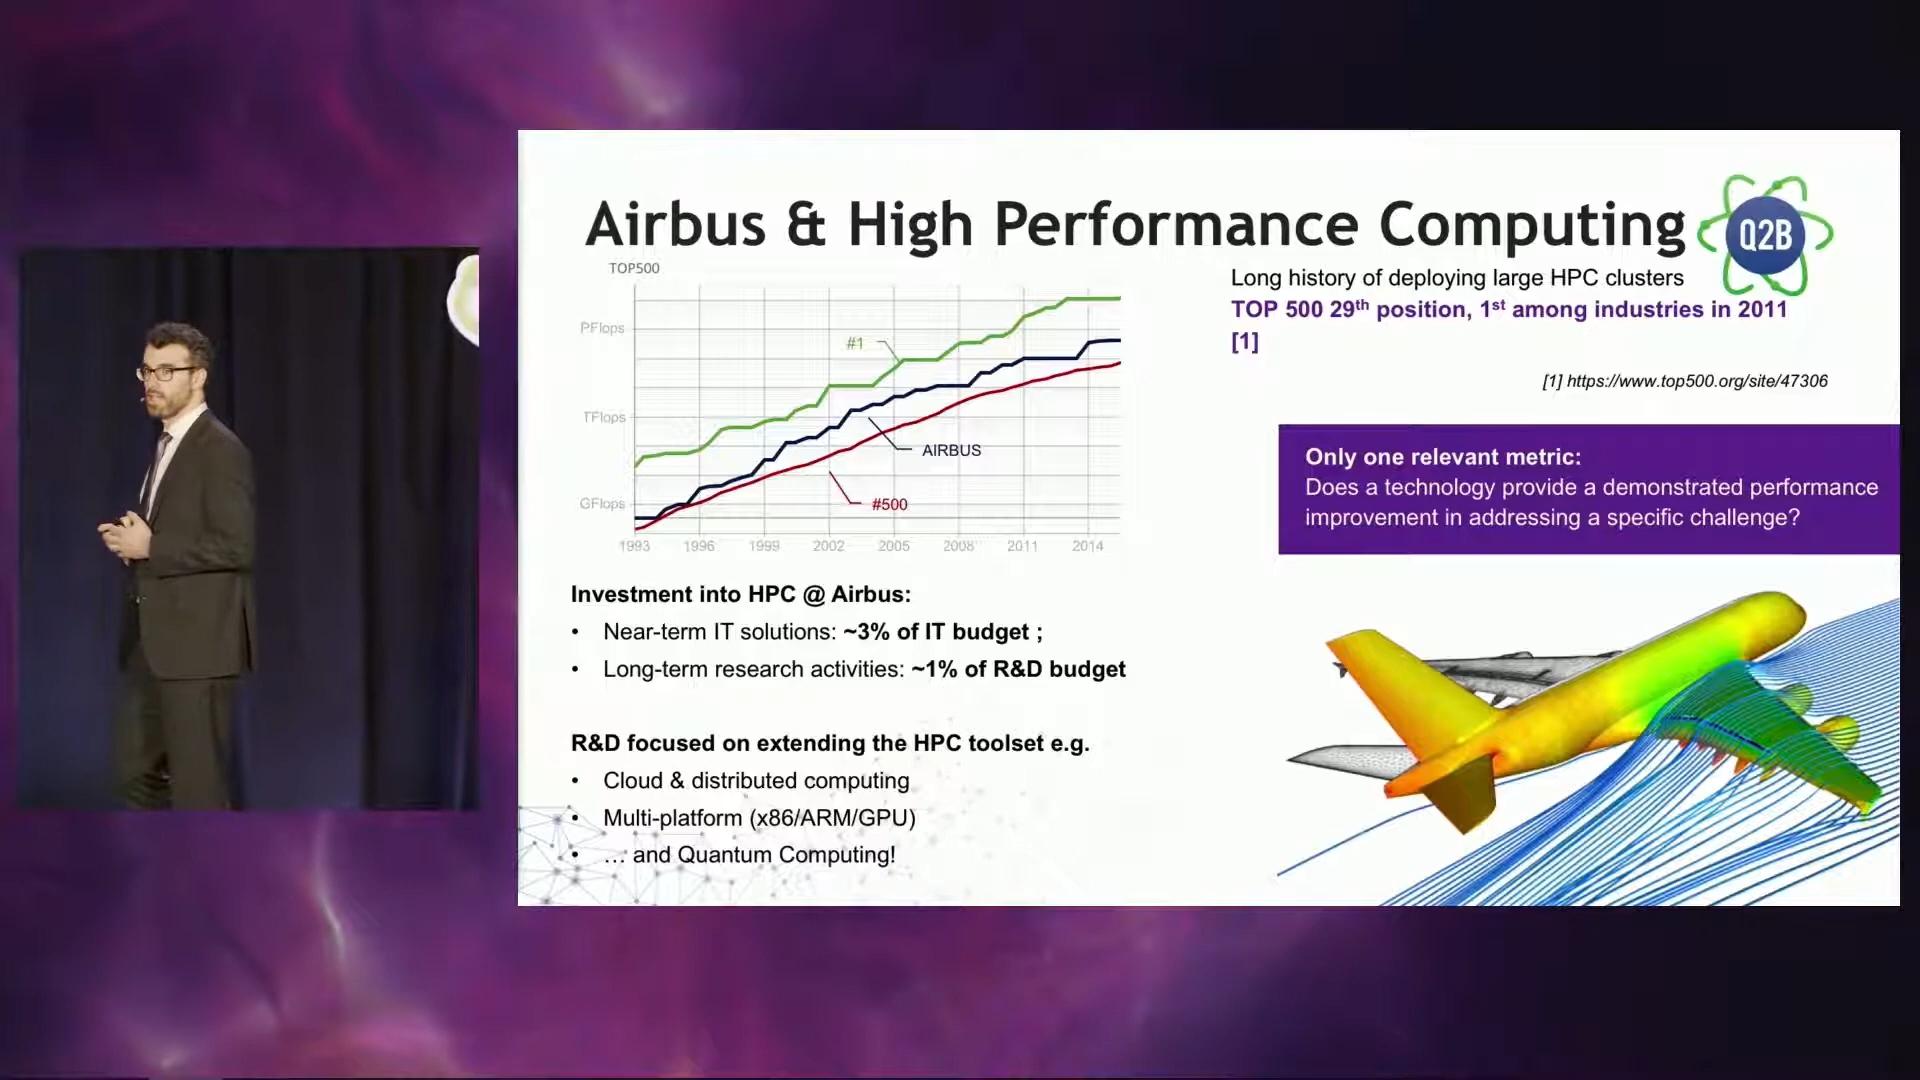 Airbus & High Performance Computing
Q2B
TOP500
PFlops
TFlops
GFlops
#1
AIRBUS
#500
1993 1996 1999 2002 2005 2008 2011 2014
Long history of deploying large HPC clusters
TOP 500 29th position, 1st among industries in 2011
[1]
[1] https://www.top500.org/site/47306
Only one relevant metric:
Does a technology provide a demonstrated performance
improvement in addressing a specific challenge?
Investment into HPC @ Airbus:
• Near-term IT solutions: ~3% of IT budget ;
• Long-term research activities: ~1% of R&D budget
R&D focused on extending the HPC toolset e.g.
• Cloud & distributed computing
• Multi-platform (x86/ARM/GPU)
• … and Quantum Computing!